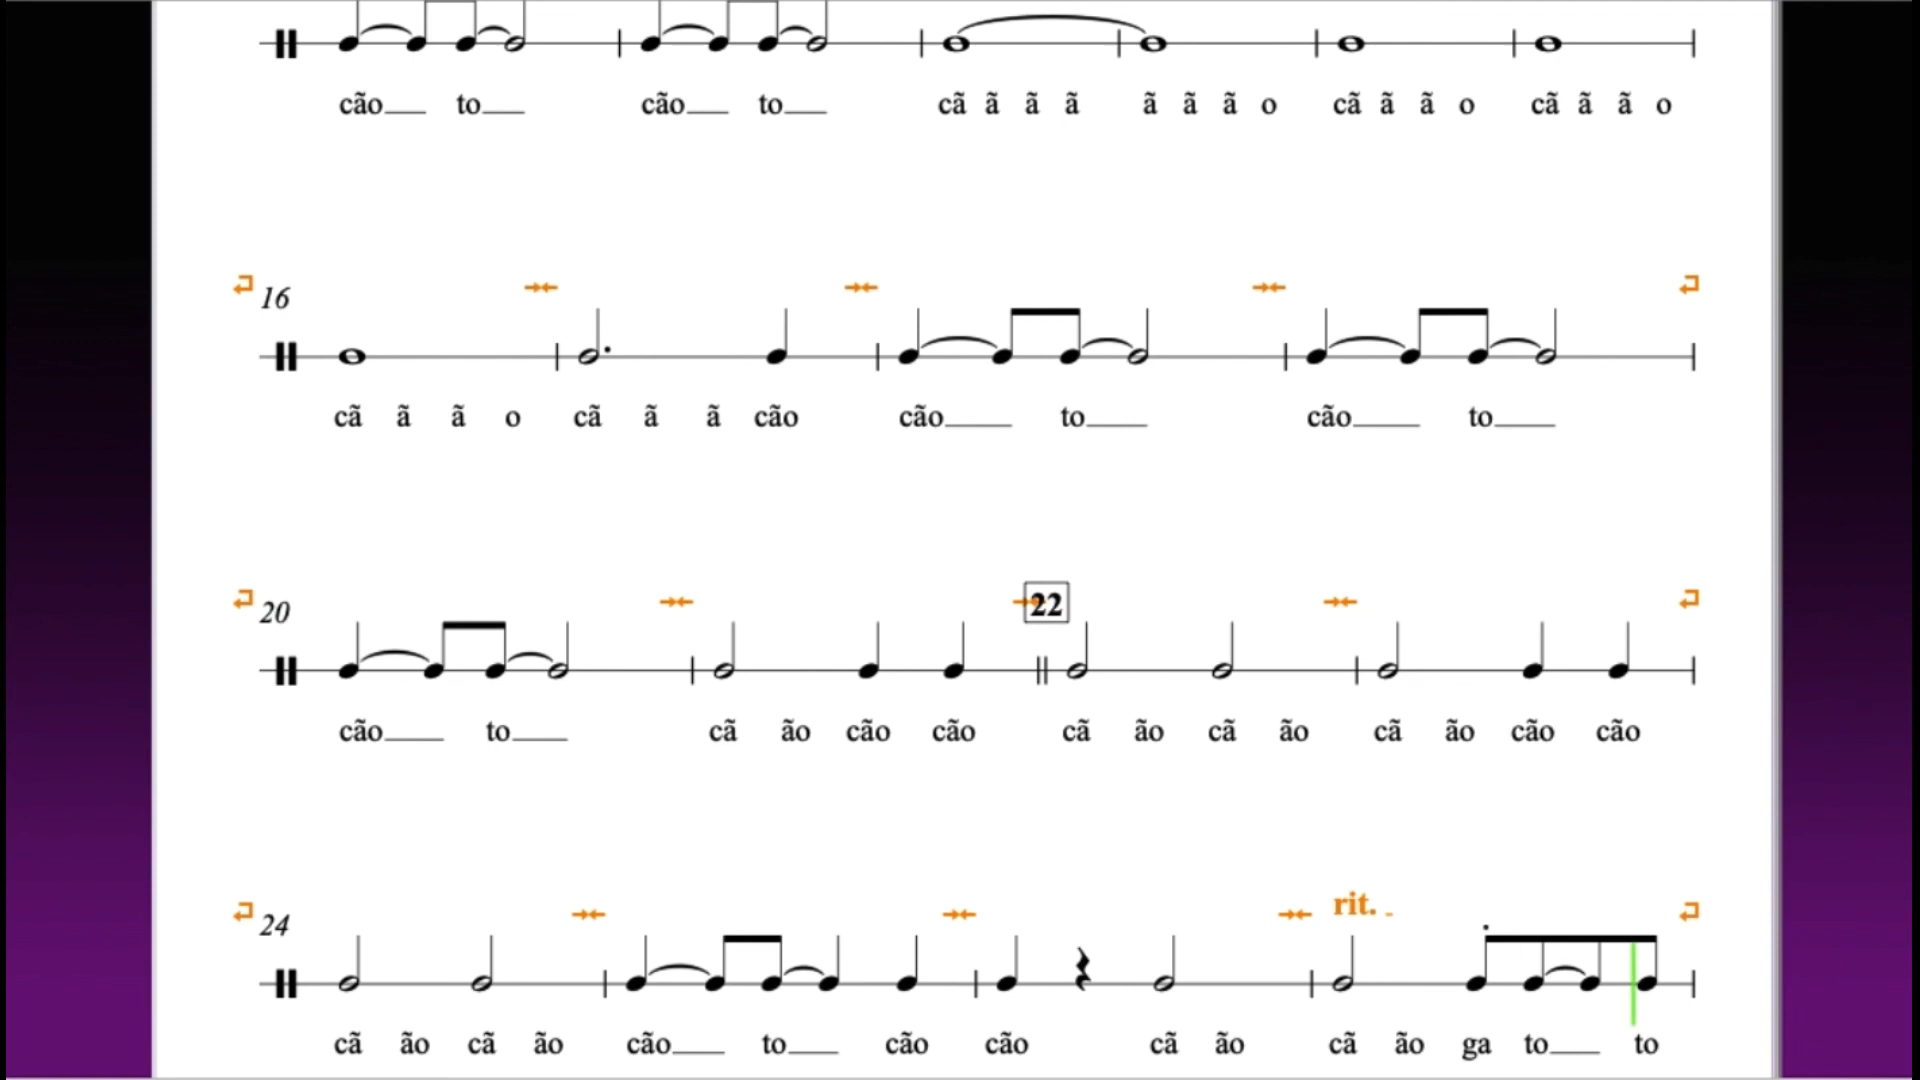 cão to cão to cã ã ã ã ã ã ã o cã ã ã o cã ã ã o
16
cã ã ã o cã ã ã cão cão to cão to
20 22
cão to cã ão cão cão cã ão cã ão cã ão cão cão
24 rit.
cã ão cã ão cão to cão cão cã ão cã ão ga to to